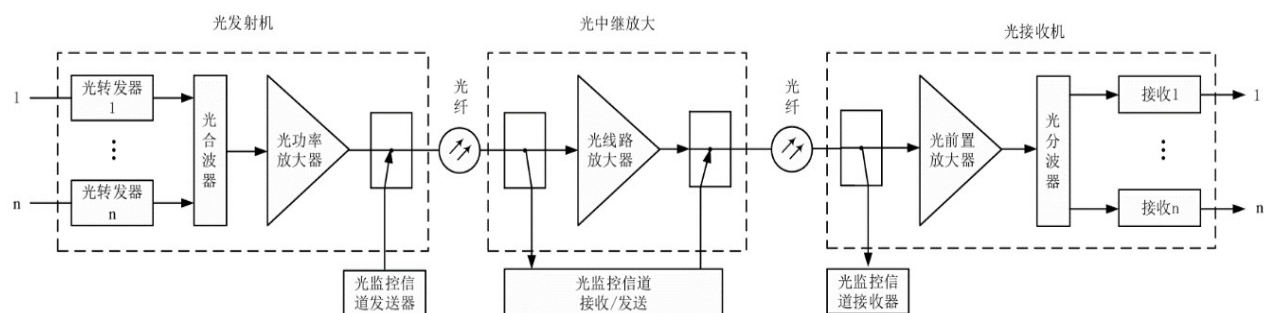 光发射机
光中继放大
光接收机
1
光转发器
1
n
光转发器
n
光
合
波
器
光功率
放大器
光监控信
道发送器
光
纤
光线路
放大器
光监控信道
接收/发送
光
纤
光前置
放大器
光监控信
道接收器
光
分
波
器
接收1
1
接收n
n